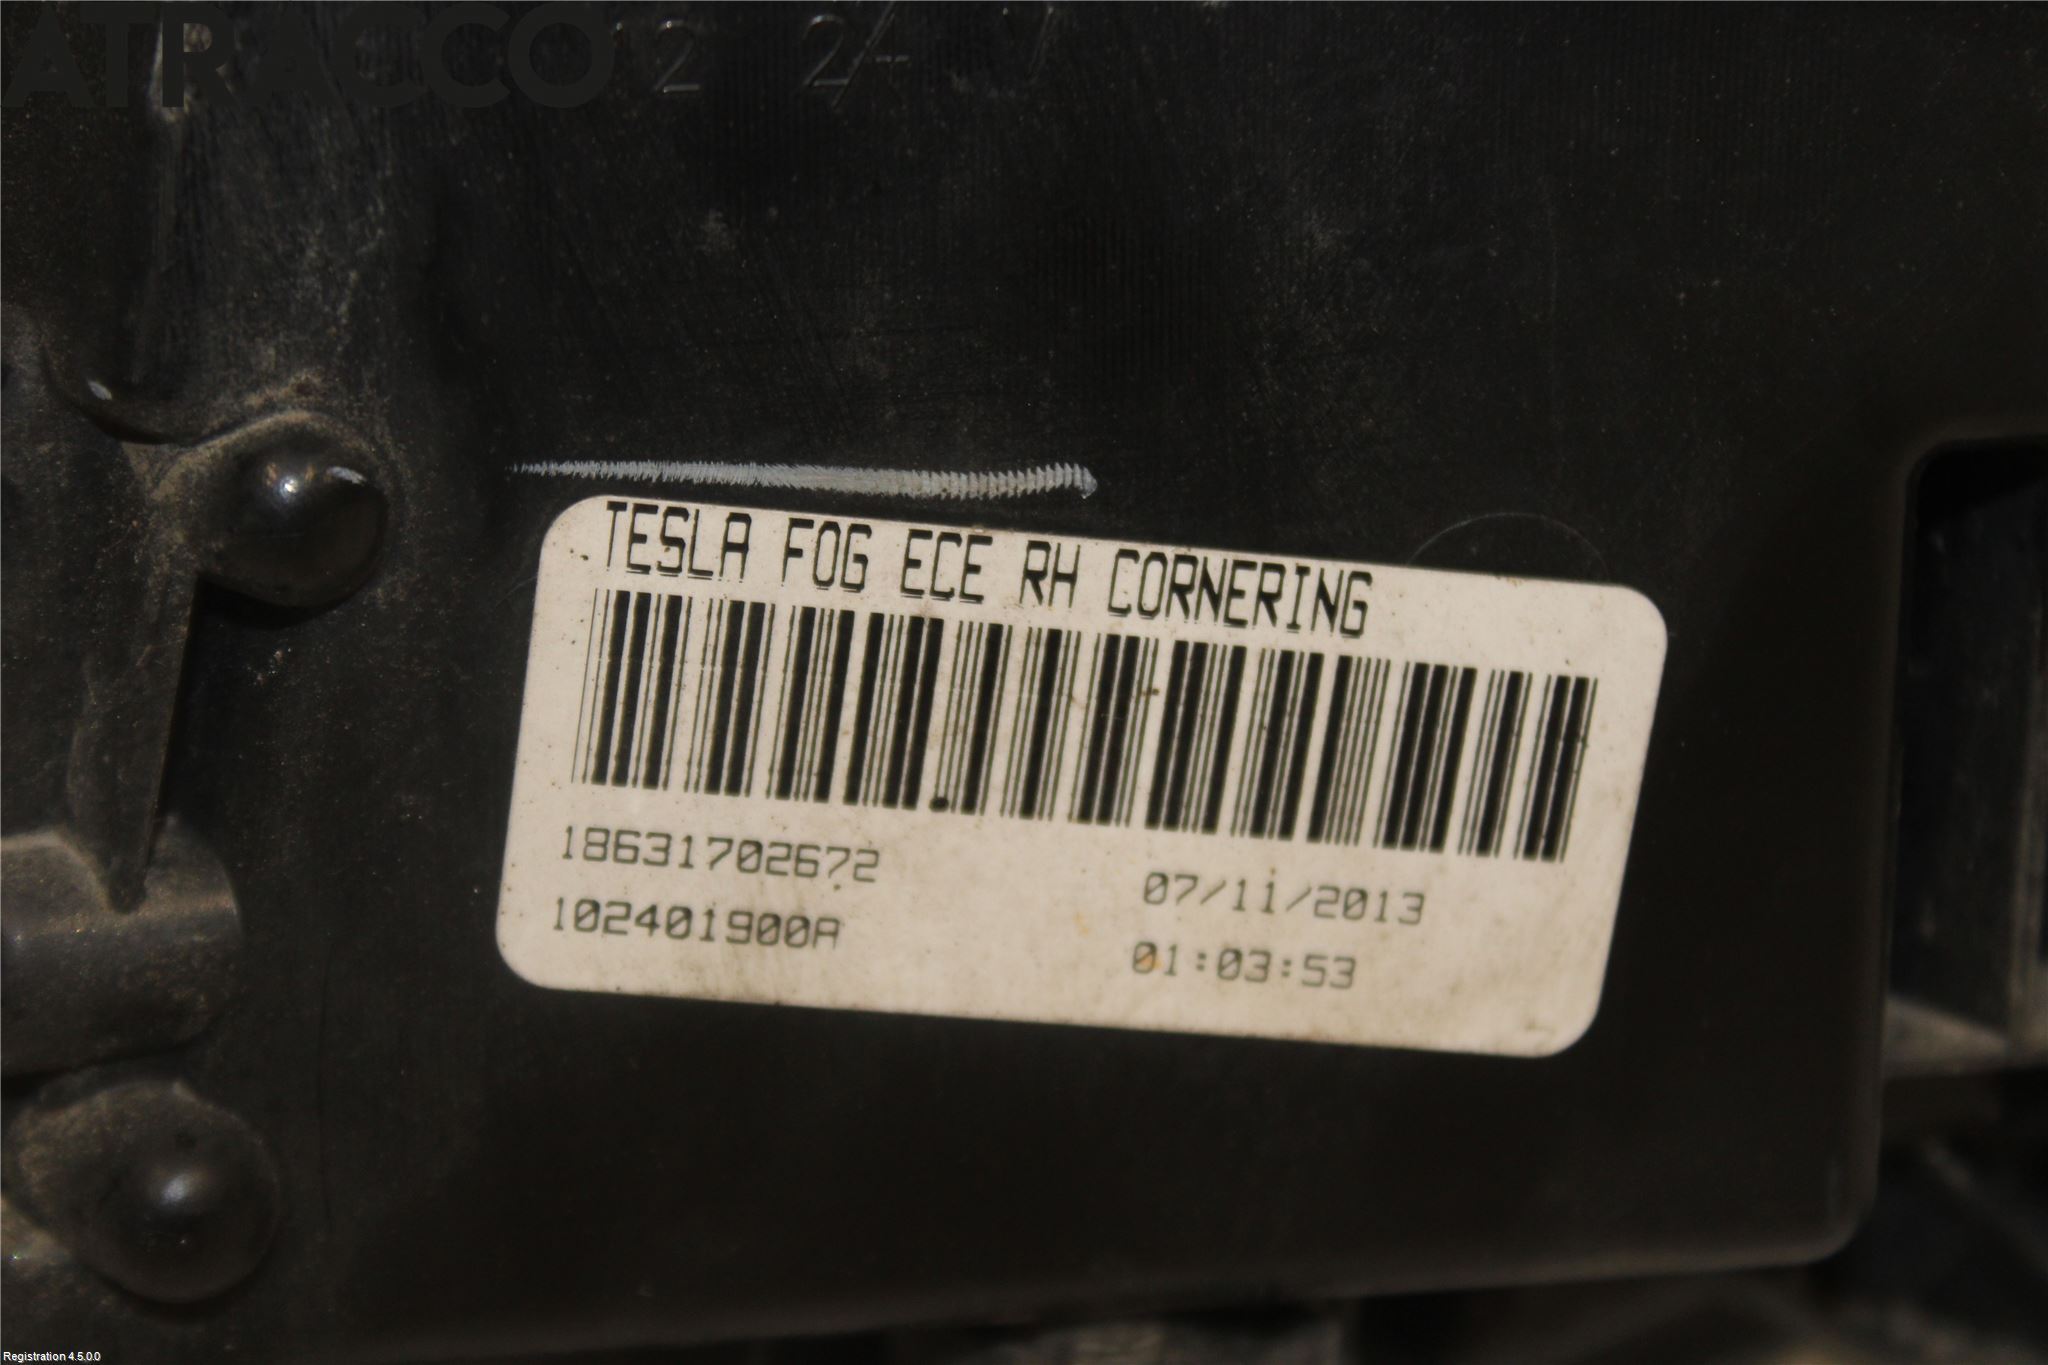 ATRACCO
TESLA FOG ECE RH CORNERING
18631702672
07/11/2013
102401900A
01:03:53
Registration 4.5.0.0